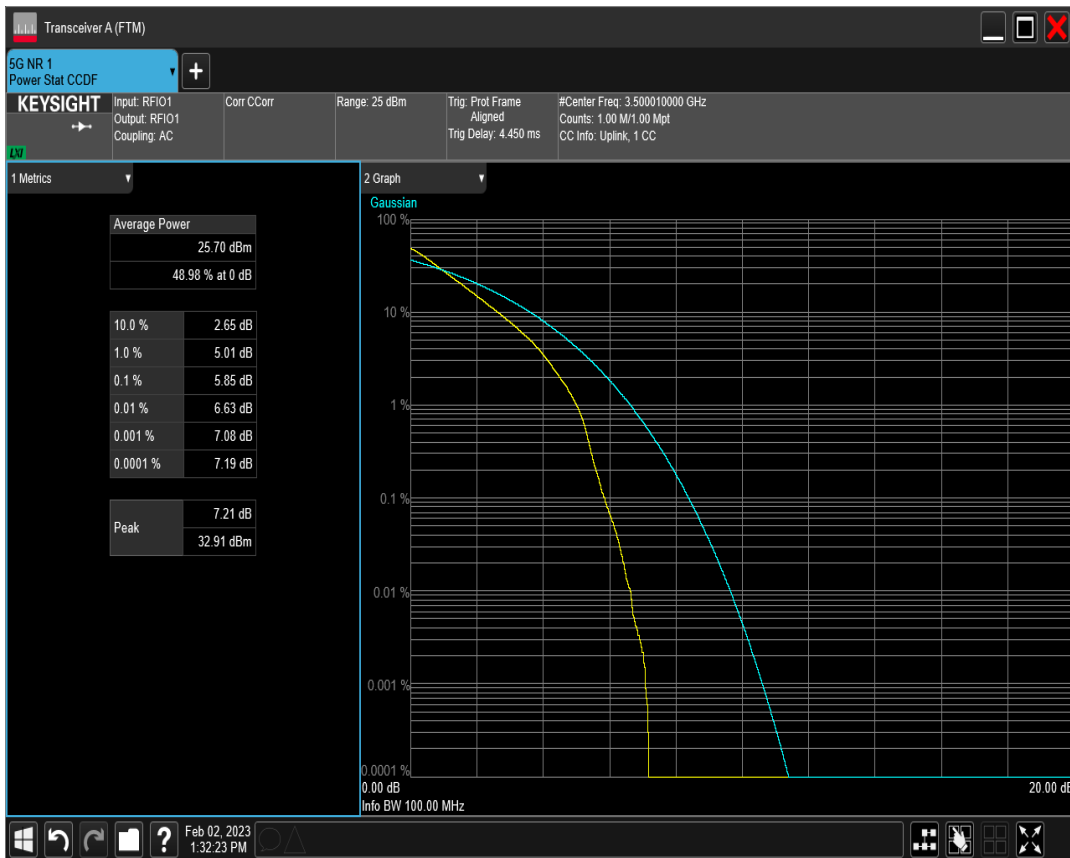 Transceiver A (FTM)
5G NR 1
Power Stat CCDF
+
KEYSIGHT
LXI
Input: RFIO1
Output: RFIO1
Coupling: AC
Corr CCorr
Range: 25 dBm
Trig: Prot Frame
Aligned
Trig Delay: 4.450 ms
#Center Freq: 3.500010000 GHz
Counts: 1.00 M/1.00 Mpt
CC Info: Uplink, 1 CC
1 Metrics
Average Power
25.70 dBm
48.98 % at 0 dB
10.0 % 2.65 dB
1.0 % 5.01 dB
0.1 % 5.85 dB
0.01 % 6.63 dB
0.001 % 7.08 dB
0.0001 % 7.19 dB
Peak
7.21 dB
32.91 dBm
2 Graph
Gaussian
100 %
10 %
1 %
0.1 %
0.01 %
0.001 %
0.0001 %
0.00 dB
20.00 dB
Info BW 100.00 MHz
?
Feb 02, 2023
1:32:23 PM